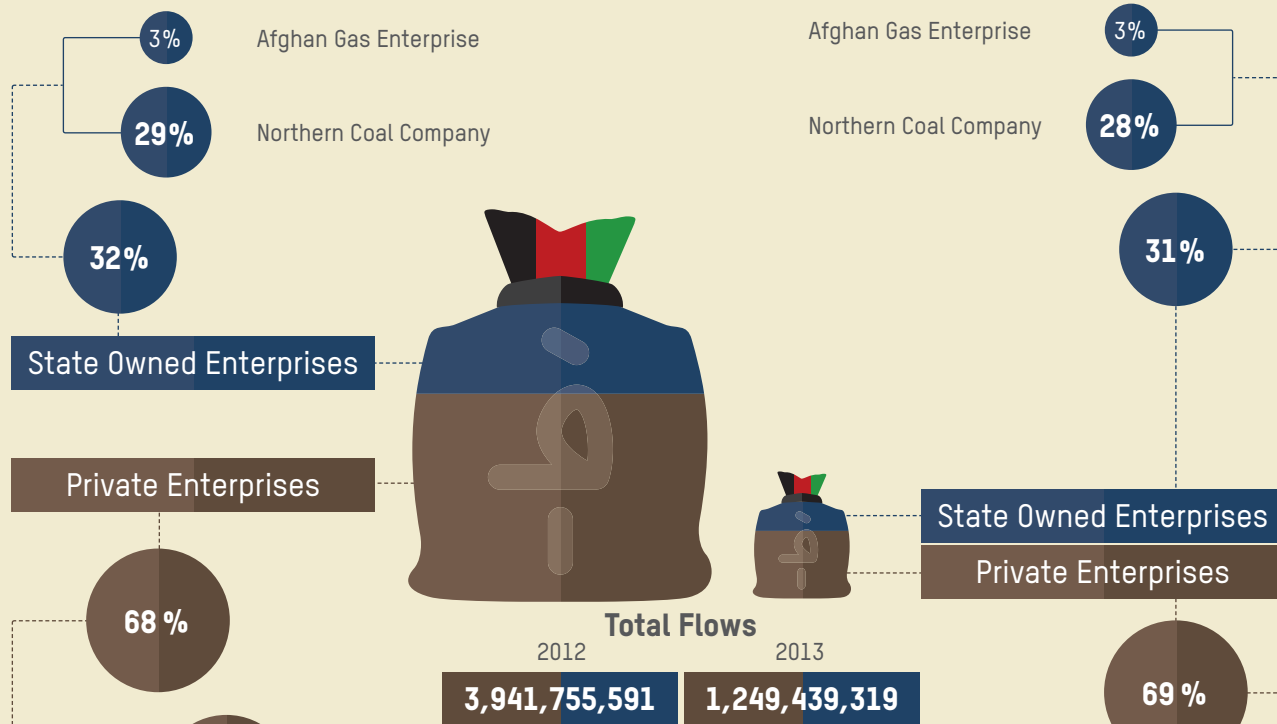 3%
Afghan Gas Enterprise
29%
Northern Coal Company
32%
State Owned Enterprises
Private Enterprises
68%
Afghan Gas Enterprise
3%
Northern Coal Company
28%
31%
State Owned Enterprises
Private Enterprises
69%
Total Flows
2012
2013
3,941,755,591
1,249,439,319